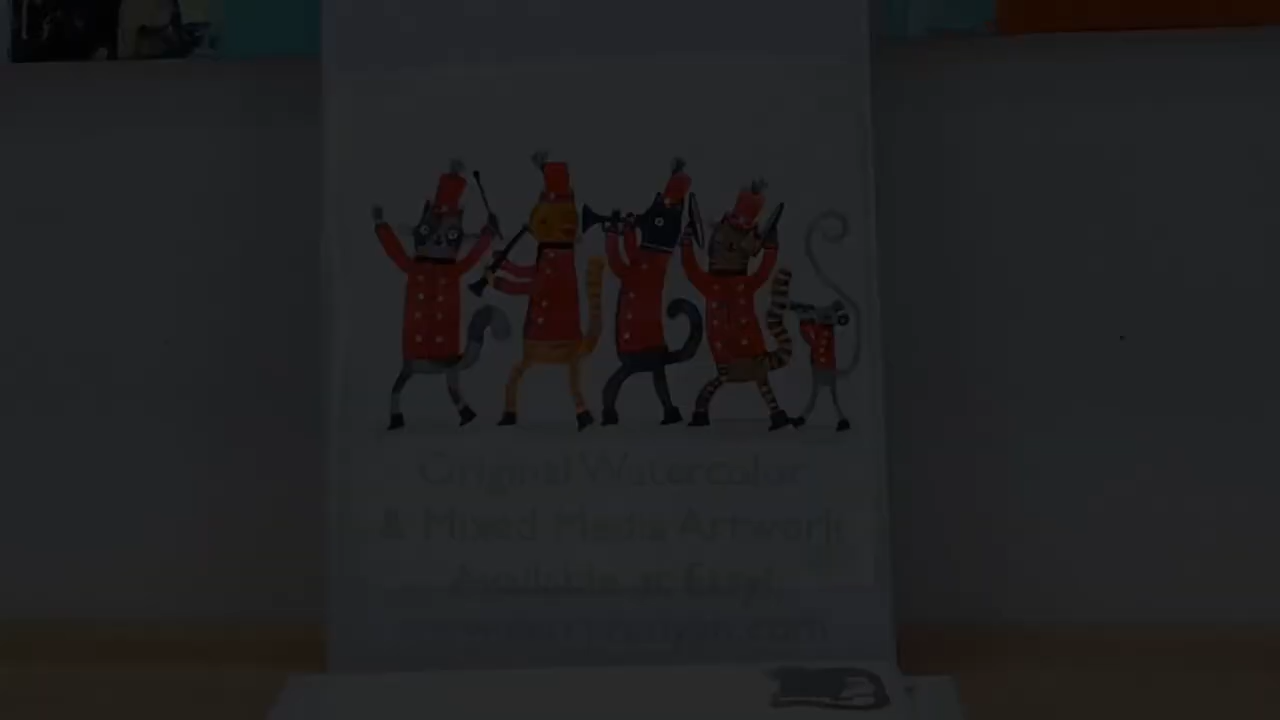 Original Watercolor
& Mixed Media Artwork
Available at Etsy!